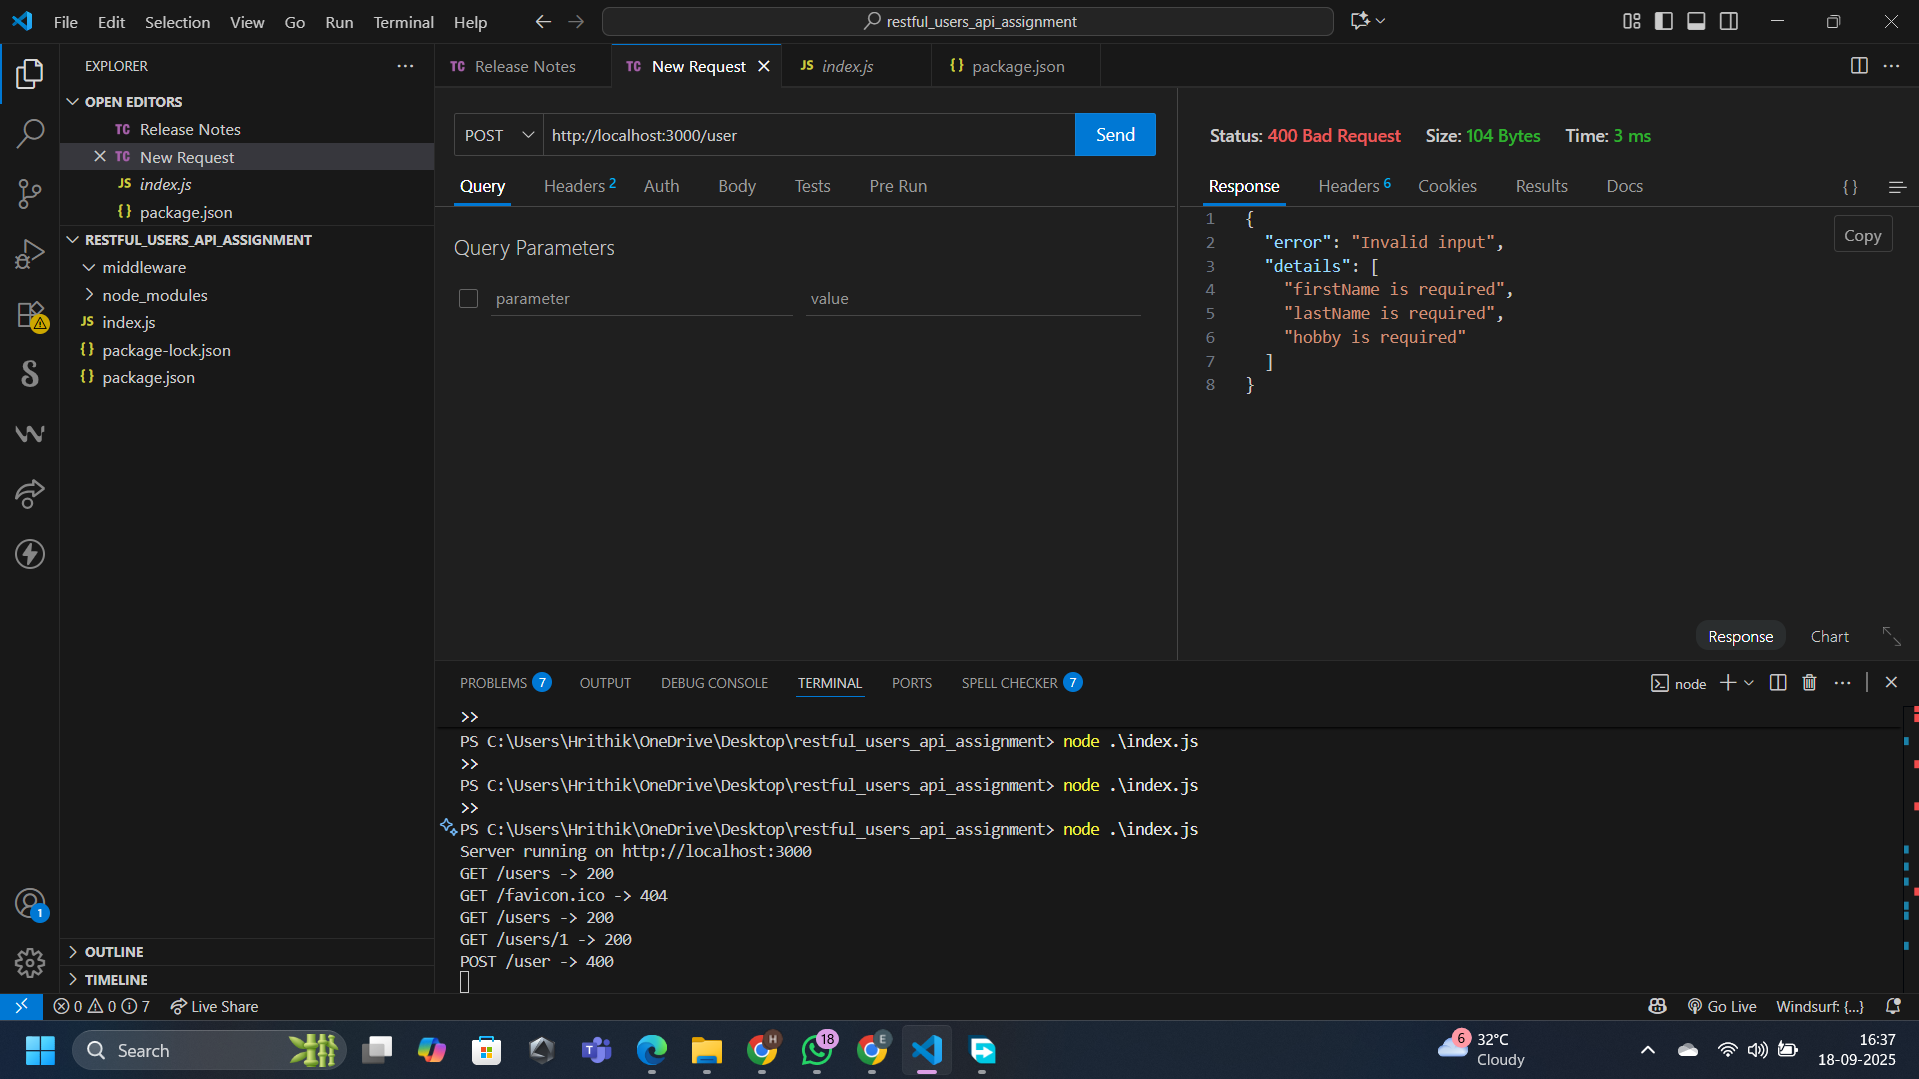 File Edit Selection View Go Run Terminal Help
restful_users_api_assignment
EXPLORER
OPEN EDITORS
TC Release Notes
TC New Request
JS index.js
{} package.json
RESTFUL_USERS_API_ASSIGNMENT
middleware
node_modules
JS index.js
{} package-lock.json
{} package.json
OUTLINE
TIMELINE
TC Release Notes
TC New Request
JS index.js
{} package.json
POST http://localhost:3000/user Send
Query Headers 2 Auth Body Tests Pre Run
Query Parameters
parameter value
Status: 400 Bad Request Size: 104 Bytes Time: 3 ms
Response Headers 6 Cookies Results Docs {}
Copy
1 {
2 "error": "Invalid input",
3 "details": [
4 "firstName is required",
5 "lastName is required",
6 "hobby is required"
7 ]
8 }
Response Chart
PROBLEMS 7 OUTPUT DEBUG CONSOLE TERMINAL PORTS SPELL CHECKER 7
node
>>
PS C:\Users\Hrithik\OneDrive\Desktop\restful_users_api_assignment> node .\index.js
>>
PS C:\Users\Hrithik\OneDrive\Desktop\restful_users_api_assignment> node .\index.js
>>
PS C:\Users\Hrithik\OneDrive\Desktop\restful_users_api_assignment> node .\index.js
Server running on http://localhost:3000
GET /users -> 200
GET /favicon.ico -> 404
GET /users -> 200
GET /users/1 -> 200
POST /user -> 400
1
0 0 7 Live Share
Go Live Windsurf: {...}
Search
H
18
E
6
32°C
Cloudy
16:37
18-09-2025